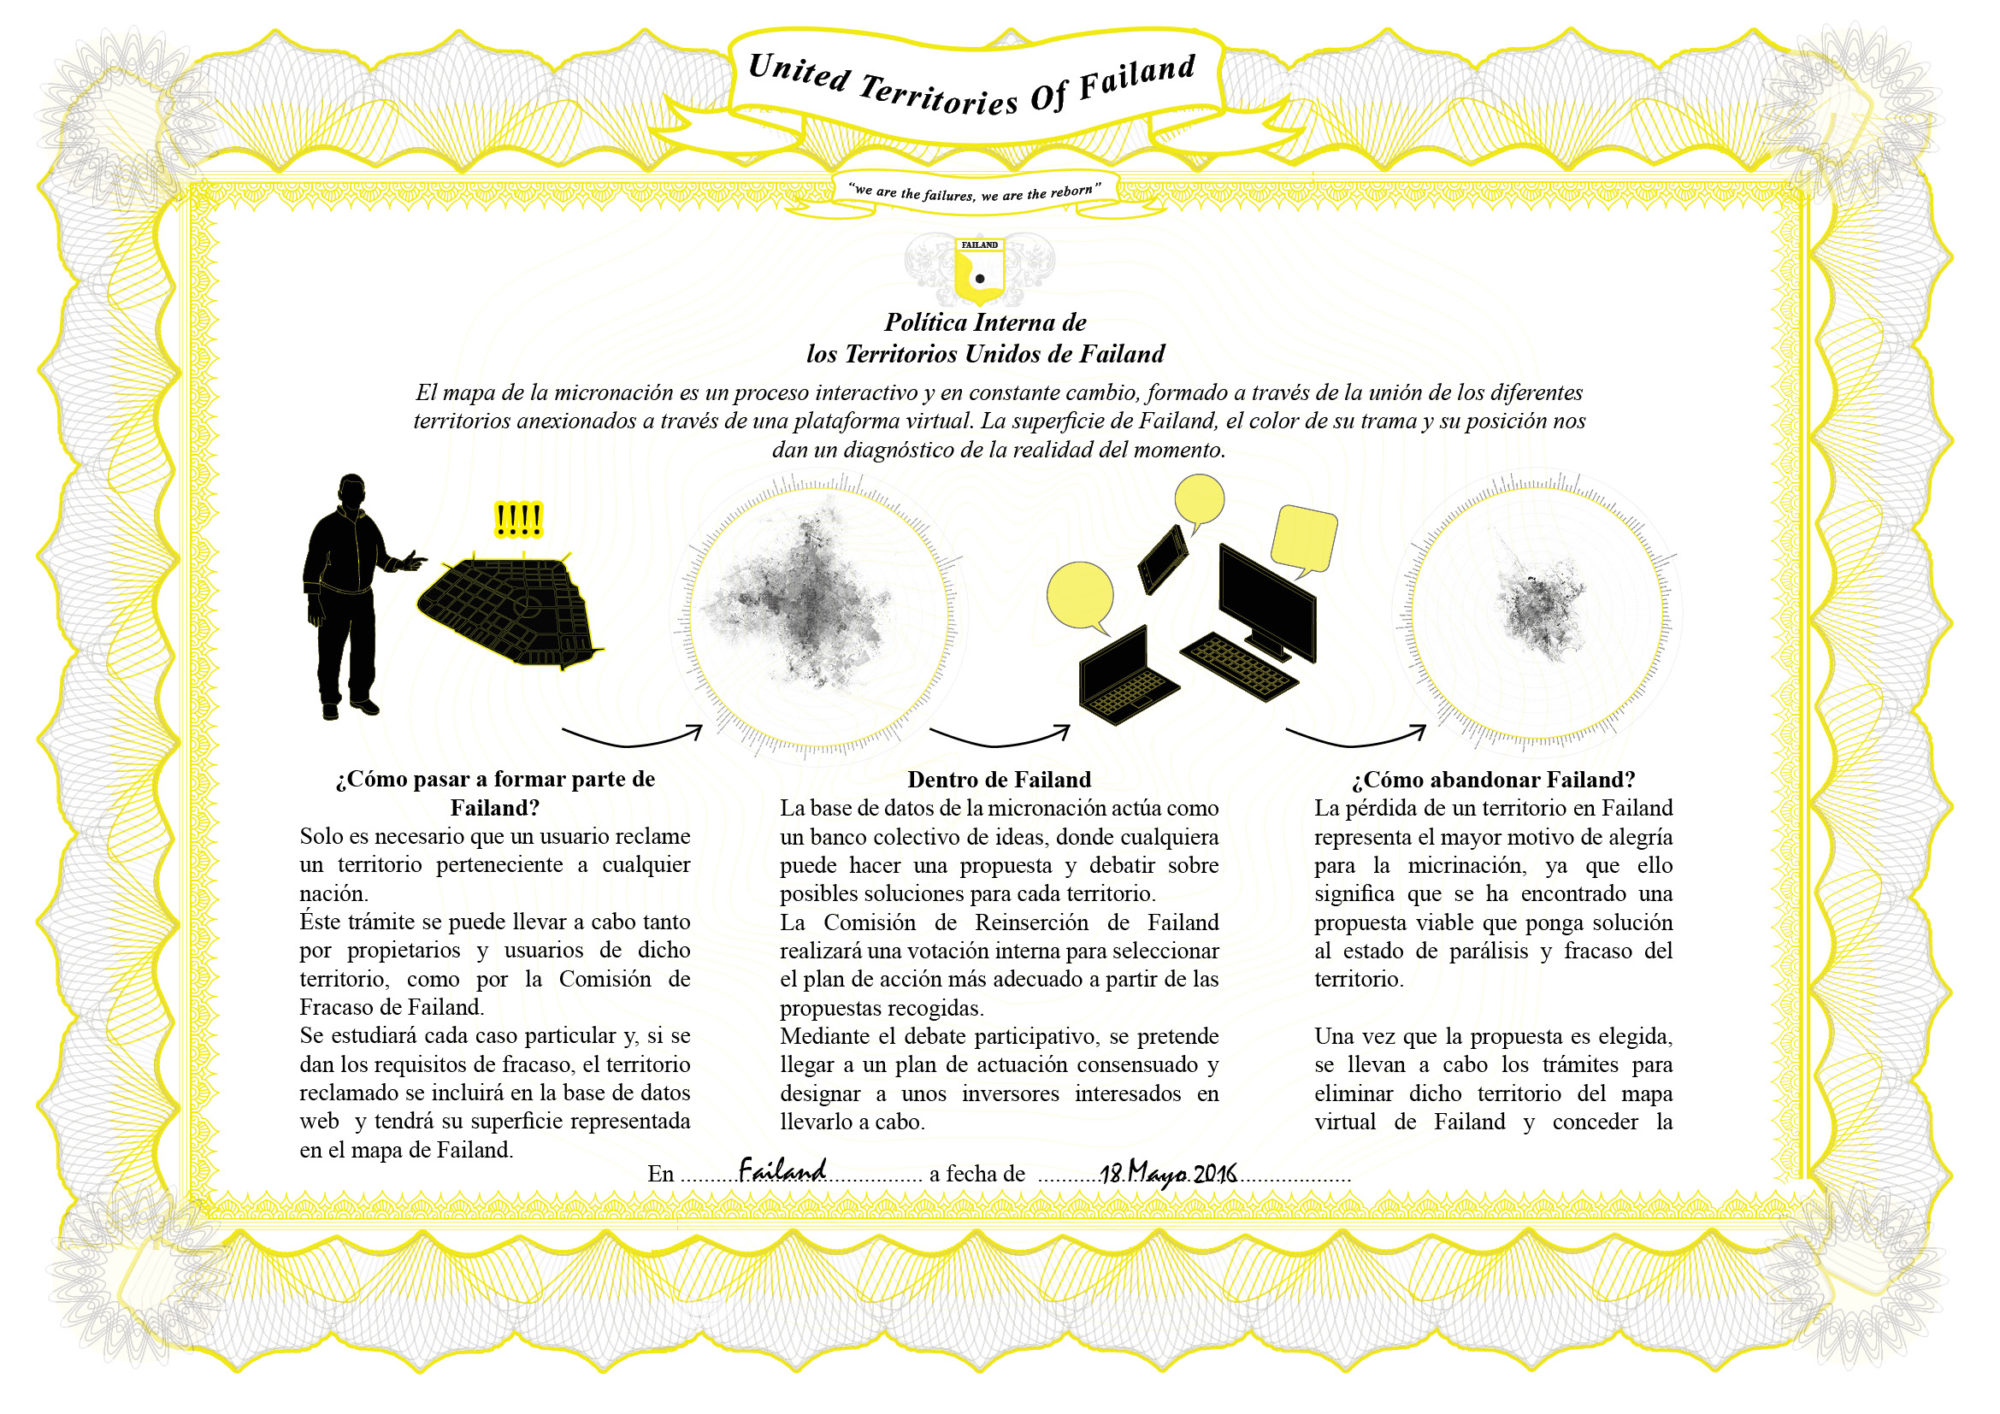 United Territories Of Failand
“we are the failures, we are the reborn”
FAILAND
Política Interna de
los Territorios Unidos de Failand
El mapa de la micronación es un proceso interactivo y en constante cambio, formado a través de la unión de los diferentes
territorios anexionados a través de una plataforma virtual. La superficie de Failand, el color de su trama y su posición nos
dan un diagnóstico de la realidad del momento.
!!!!
¿Cómo pasar a formar parte de
Failand?
Solo es necesario que un usuario reclame
un territorio perteneciente a cualquier
nación.
Éste trámite se puede llevar a cabo tanto
por propietarios y usuarios de dicho
territorio, como por la Comisión de
Fracaso de Failand.
Se estudiará cada caso particular y, si se
dan los requisitos de fracaso, el territorio
reclamado se incluirá en la base de datos
web y tendrá su superficie representada
en el mapa de Failand.
Dentro de Failand
La base de datos de la micronación actúa como
un banco colectivo de ideas, donde cualquiera
puede hacer una propuesta y debatir sobre
posibles soluciones para cada territorio.
La Comisión de Reinserción de Failand
realizará una votación interna para seleccionar
el plan de acción más adecuado a partir de las
propuestas recogidas.
Mediante el debate participativo, se pretende
llegar a un plan de actuación consensuado y
designar a unos inversores interesados en
llevarlo a cabo.
¿Cómo abandonar Failand?
La pérdida de un territorio en Failand
representa el mayor motivo de alegría
para la micrinación, ya que ello
significa que se ha encontrado una
propuesta viable que ponga solución
al estado de parálisis y fracaso del
territorio.
Una vez que la propuesta es elegida,
se llevan a cabo los trámites para
eliminar dicho territorio del mapa
virtual de Failand y conceder la
En ..........Failand................ a fecha de ..........18 Mayo 2016...................